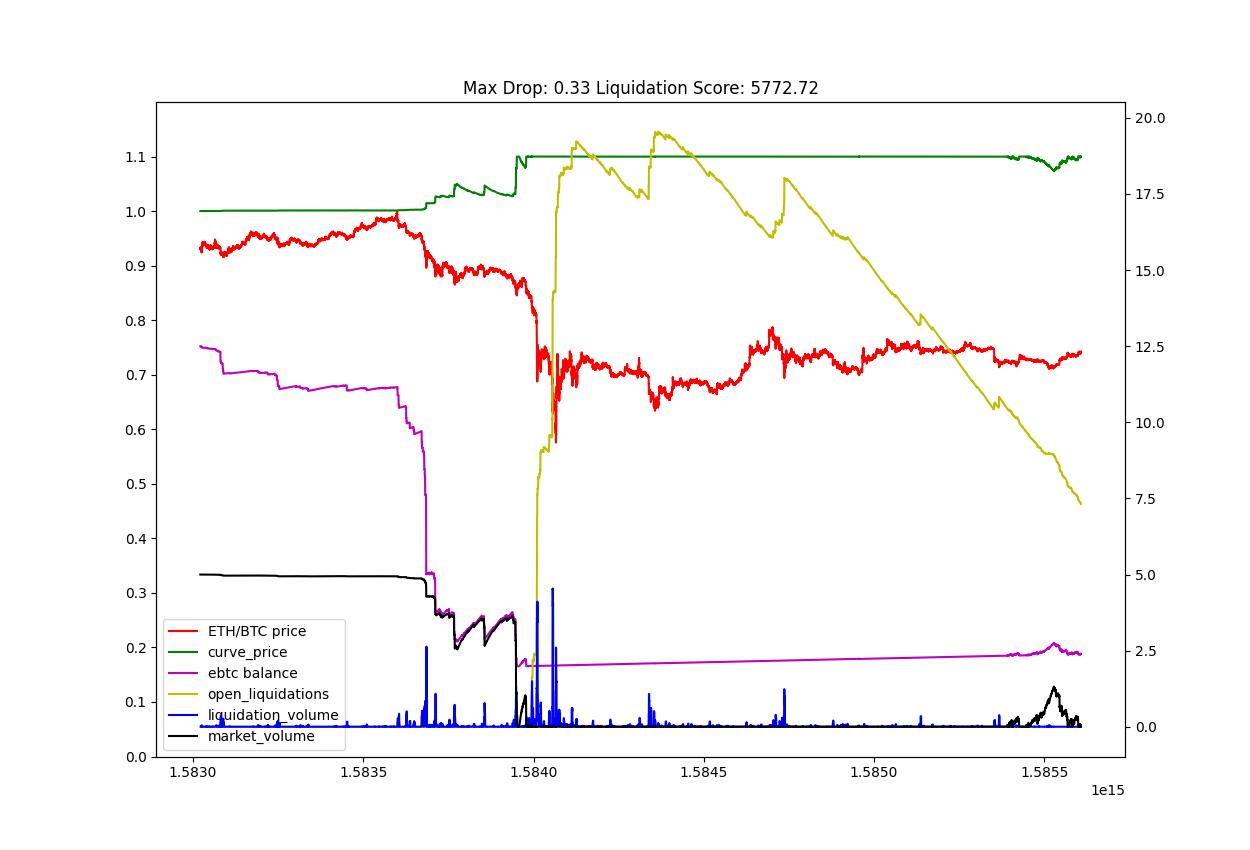 Max Drop: 0.33 Liquidation Score: 5772.72
1.1
1.0
0.9
0.8
0.7
0.6
0.5
0.4
0.3
0.2
0.1
0.0
20.0
17.5
15.0
12.5
10.0
7.5
5.0
2.5
0.0
ETH/BTC price
curve_price
ebtc balance
open_liquidations
liquidation_volume
market_volume
1.5830 1.5835 1.5840 1.5845 1.5850 1.5855
1e15